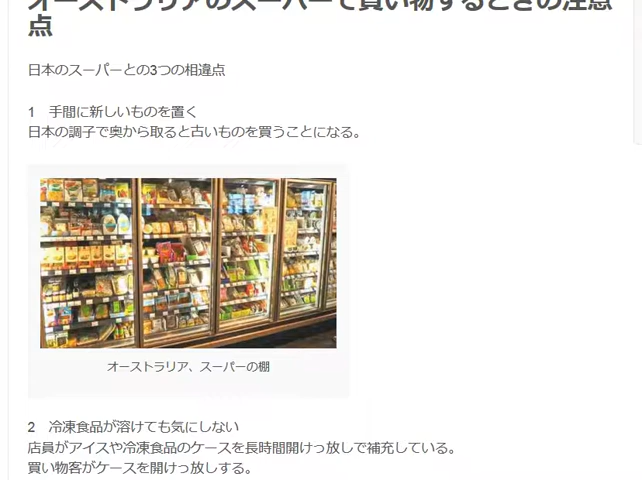 オーストラリアのスーパーで買い物するときの注意
点
日本のスーパーとの3つの相違点
1　手間に新しいものを置く
日本の調子で奥から取ると古いものを買うことになる。
オーストラリア、スーパーの棚
2　冷凍食品が溶けても気にしない
店員がアイスや冷凍食品のケースを長時間開けっ放しで補充している。
買い物客がケースを開けっ放しする。